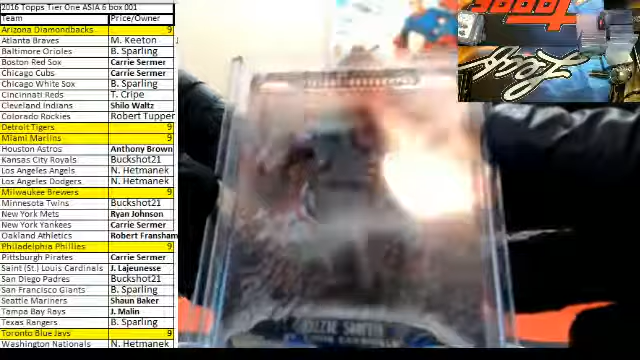 2016 Topps Tier One ASIA 6 box 001
Team Price/Owner
Arizona Diamondbacks 9
Atlanta Braves M. Keeton
Baltimore Orioles B. Sparling
Boston Red Sox Carrie Sermer
Chicago Cubs Carrie Sermer
Chicago White Sox B. Sparling
Cincinnati Reds T. Cripe
Cleveland Indians Shilo Waltz
Colorado Rockies Robert Tupper
Detroit Tigers 9
Miami Marlins 9
Houston Astros Anthony Brown
Kansas City Royals Buckshot21
Los Angeles Angels N. Hetmanek
Los Angeles Dodgers N. Hetmanek
Milwaukee Brewers 9
Minnesota Twins Buckshot21
New York Mets Ryan Johnson
New York Yankees Carrie Sermer
Oakland Athletics Robert Fransham
Philadelphia Phillies 9
Pittsburgh Pirates Carrie Sermer
Saint (St.) Louis Cardinals J. Lajeunesse
San Diego Padres Buckshot21
San Francisco Giants B. Sparling
Seattle Mariners Shaun Baker
Tampa Bay Rays J. Malin
Texas Rangers B. Sparling
Toronto Blue Jays 9
Washington Nationals N. Hetmanek
OZZIE SMITH